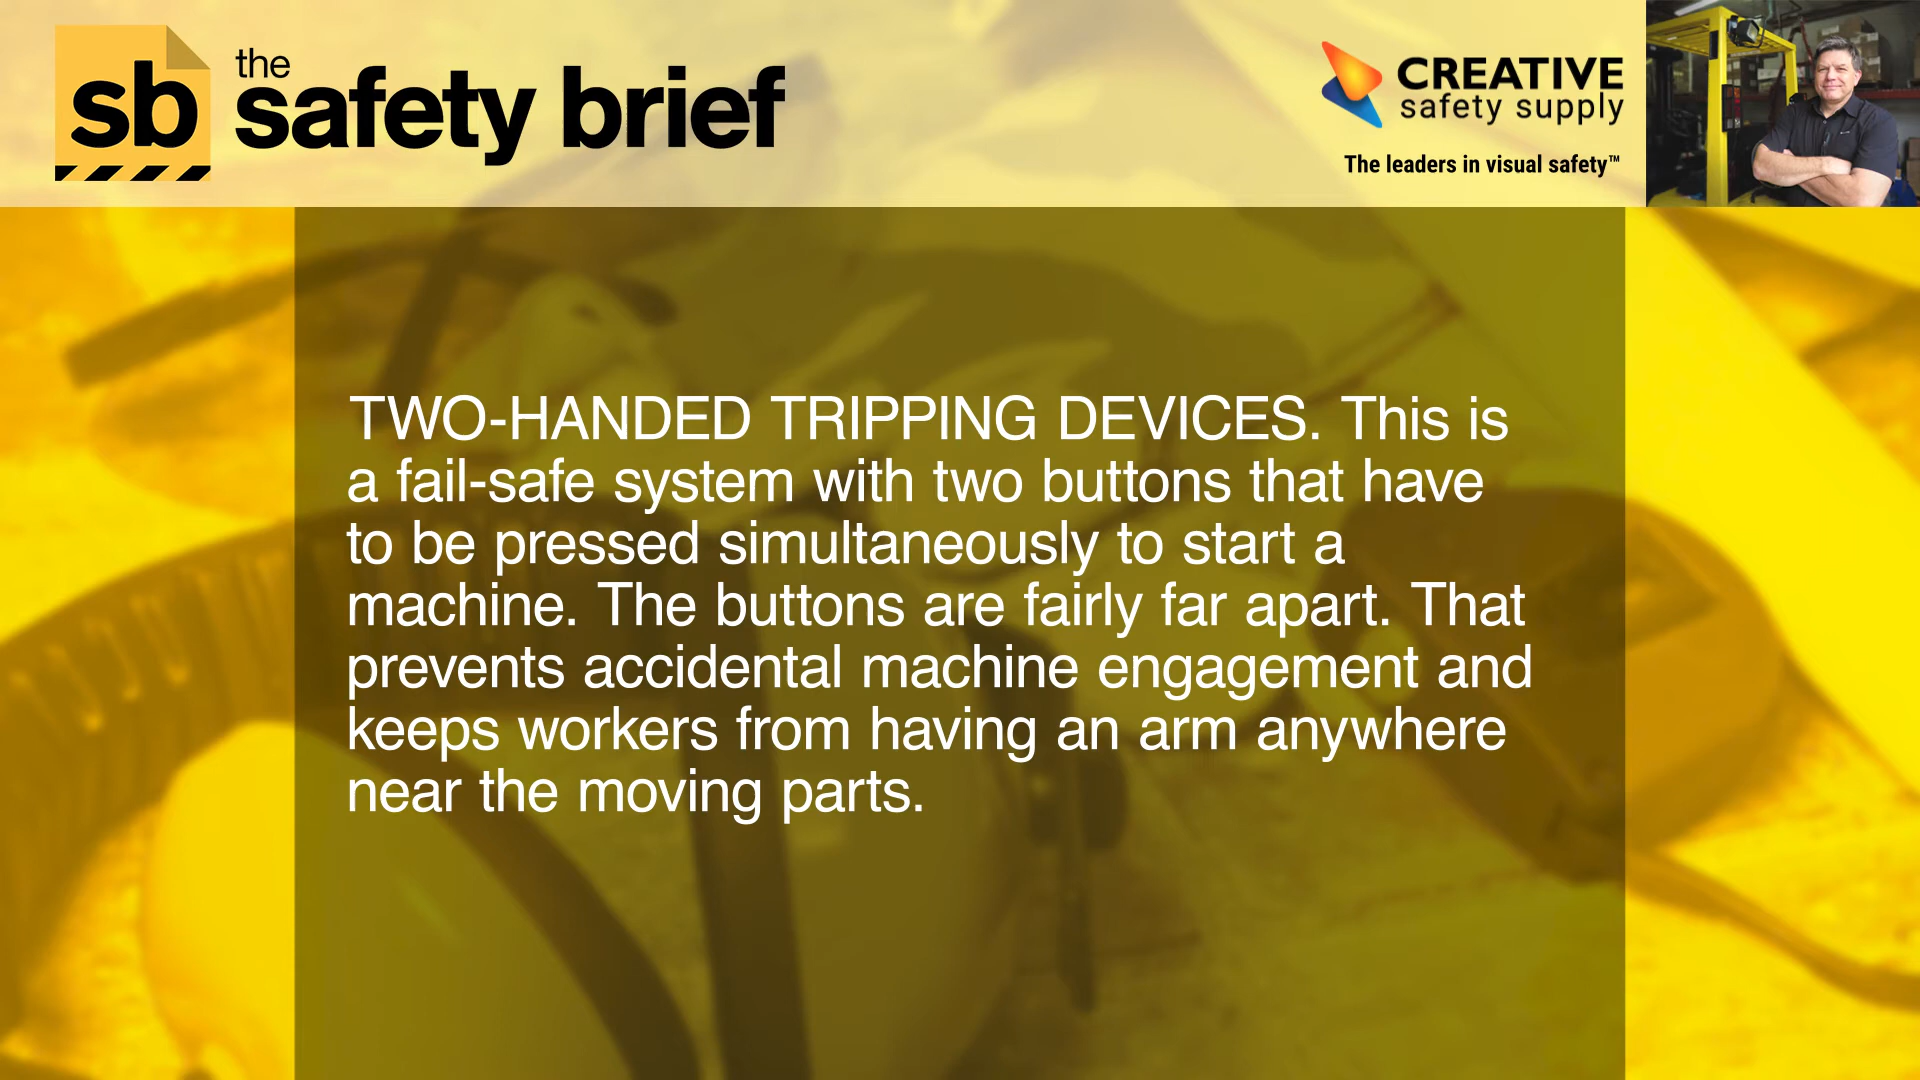 sb
the
safety brief
CREATIVE
safety supply
The leaders in visual safety™
TWO-HANDED TRIPPING DEVICES. This is
a fail-safe system with two buttons that have
to be pressed simultaneously to start a
machine. The buttons are fairly far apart. That
prevents accidental machine engagement and
keeps workers from having an arm anywhere
near the moving parts.